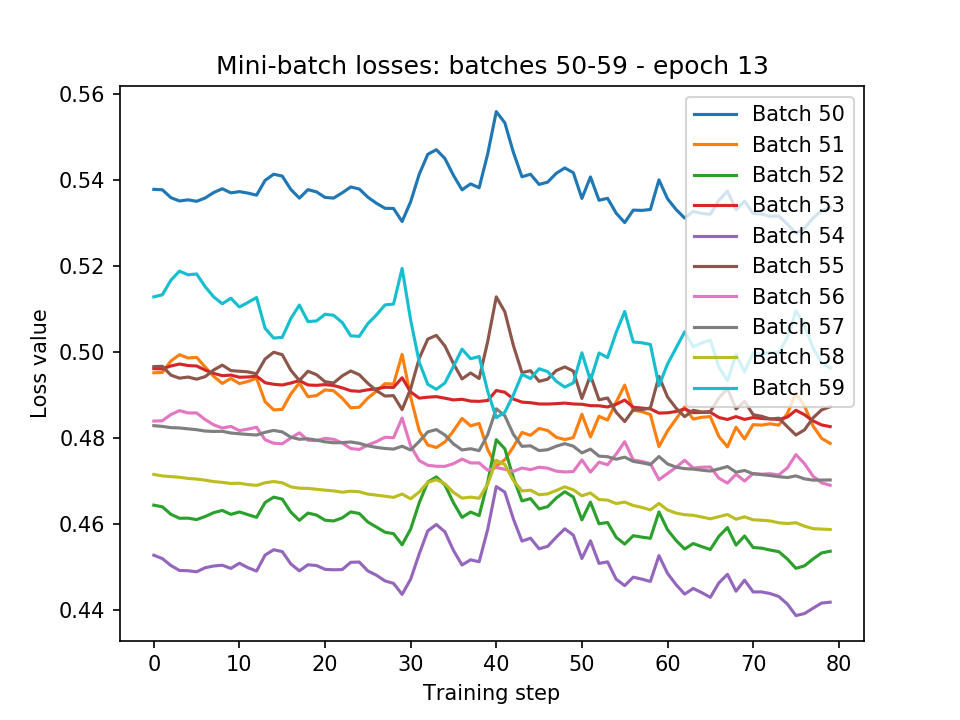 Mini-batch losses: batches 50-59 - epoch 13
Loss value
0.56
0.54
0.52
0.50
0.48
0.46
0.44
Batch 50
Batch 51
Batch 52
Batch 53
Batch 54
Batch 55
Batch 56
Batch 57
Batch 58
Batch 59
0 10 20 30 40 50 60 70 80
Training step